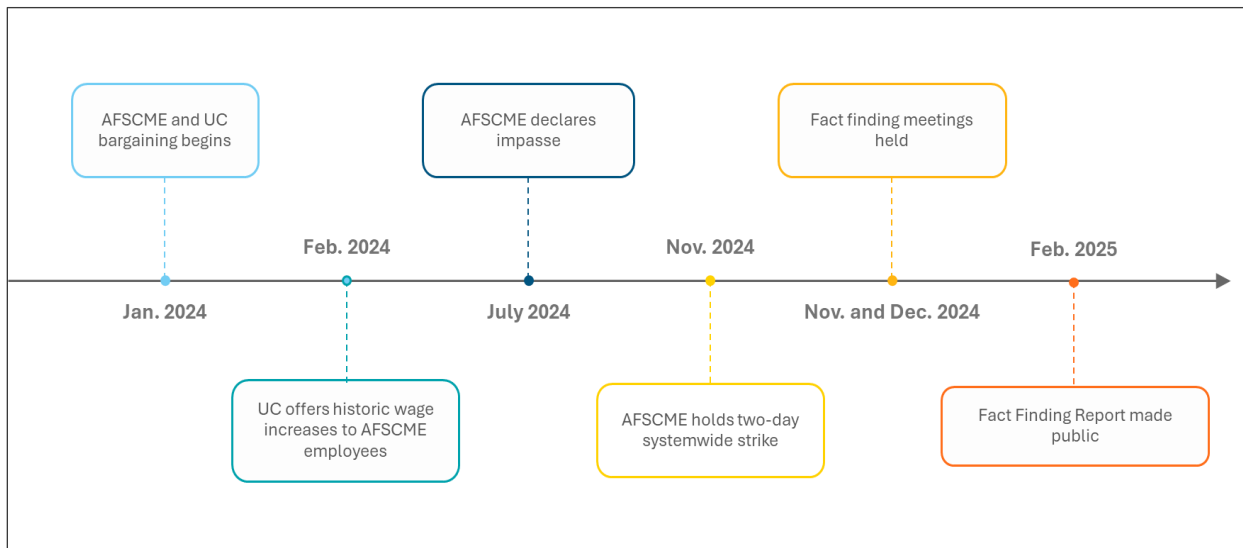 AFSCME and UC
bargaining begins
Jan. 2024
Feb. 2024
UC offers historic wage
increases to AFSCME
employees
AFSCME declares
impasse
July 2024
Nov. 2024
AFSCME holds two-day
systemwide strike
Fact finding meetings
held
Nov. and Dec. 2024
Feb. 2025
Fact Finding Report made
public